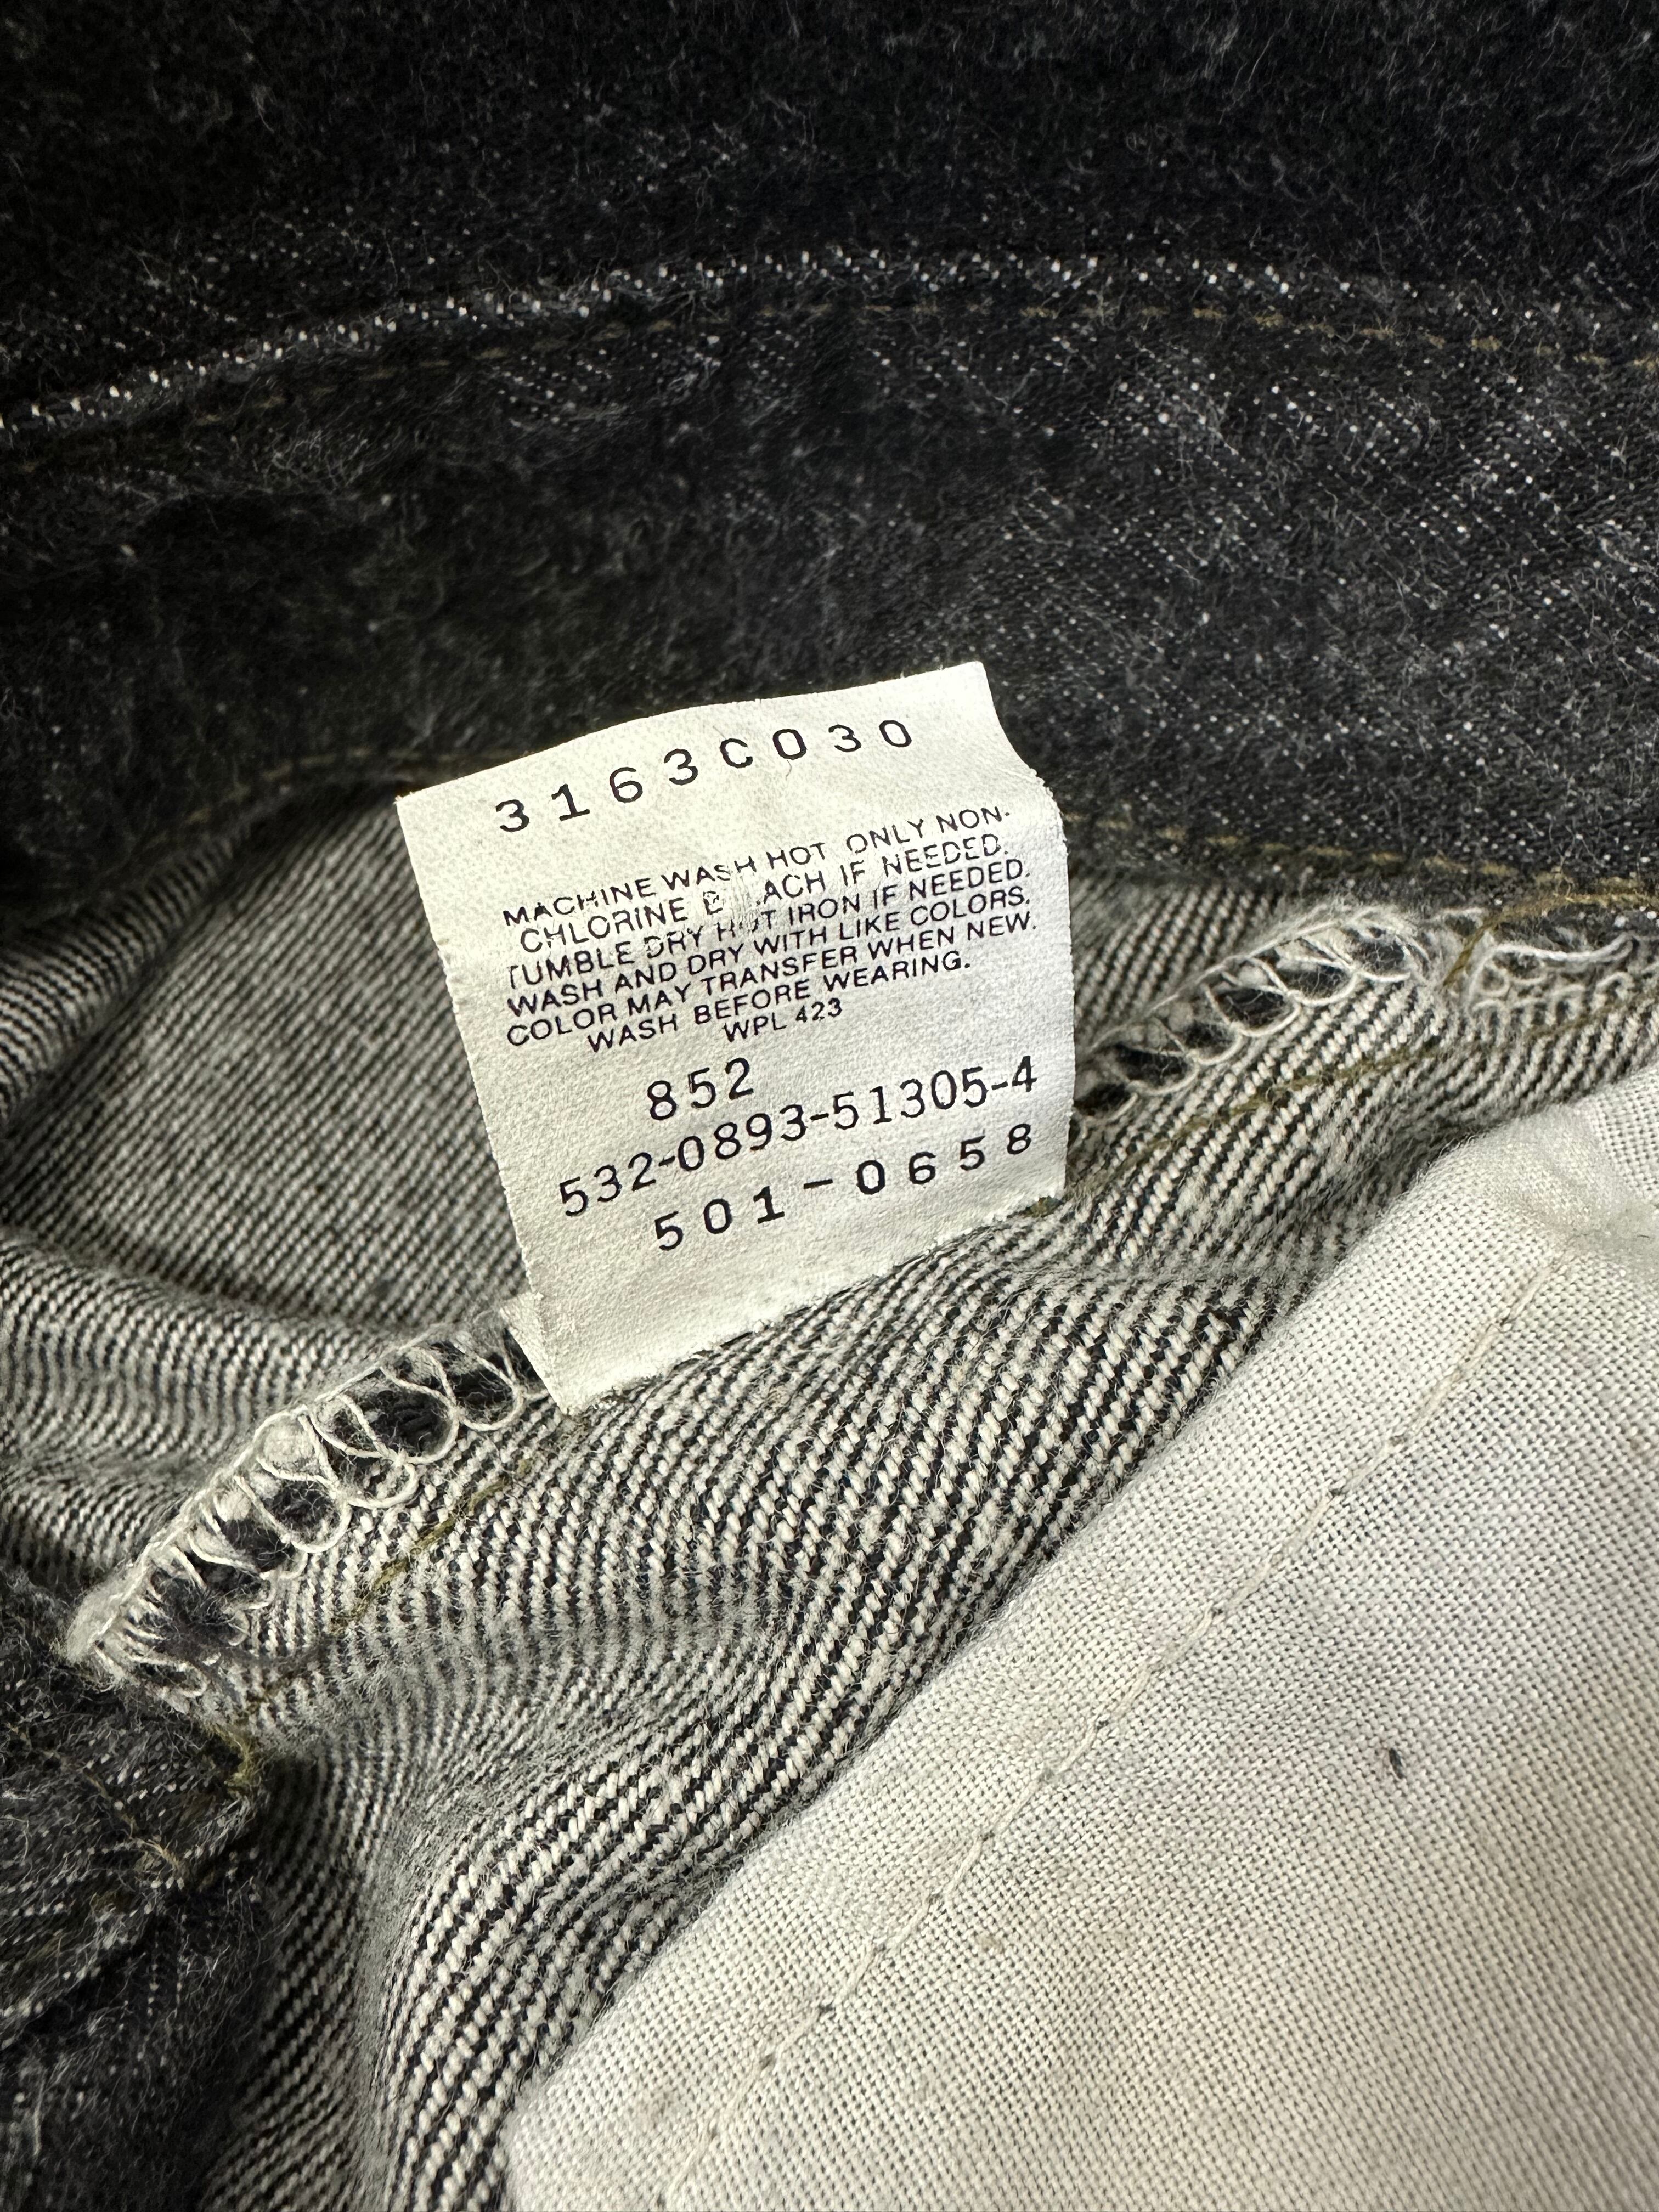 3163C030
MACHINE WASH HOT ONLY NON-
CHLORINE B ACH IF NEEDED.
TUMBLE DRY HOT IRON IF NEEDED.
WASH AND DRY WITH LIKE COLORS.
COLOR MAY TRANSFER WHEN NEW.
WASH BEFORE WEARING.
WPL 423
852
532-0893-51305-4
501-0658